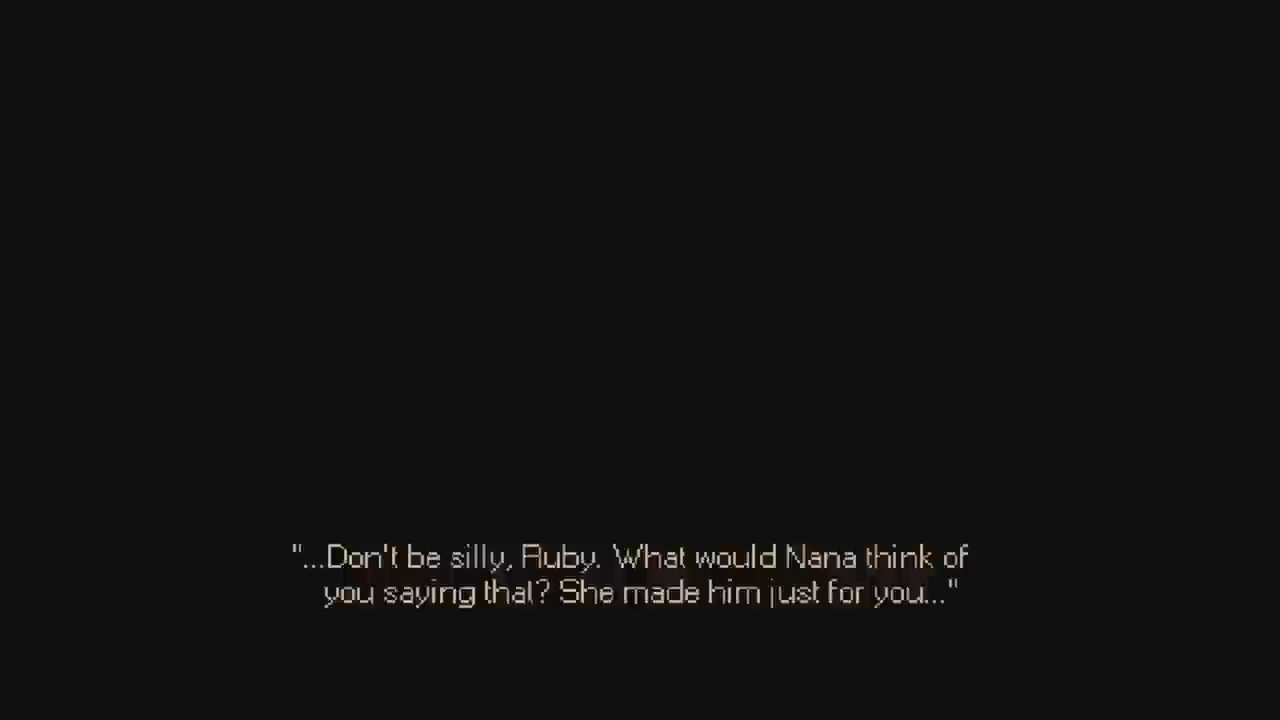 "...Don't be silly, Ruby. What would Nana think of
you saying that? She made him just for you..."